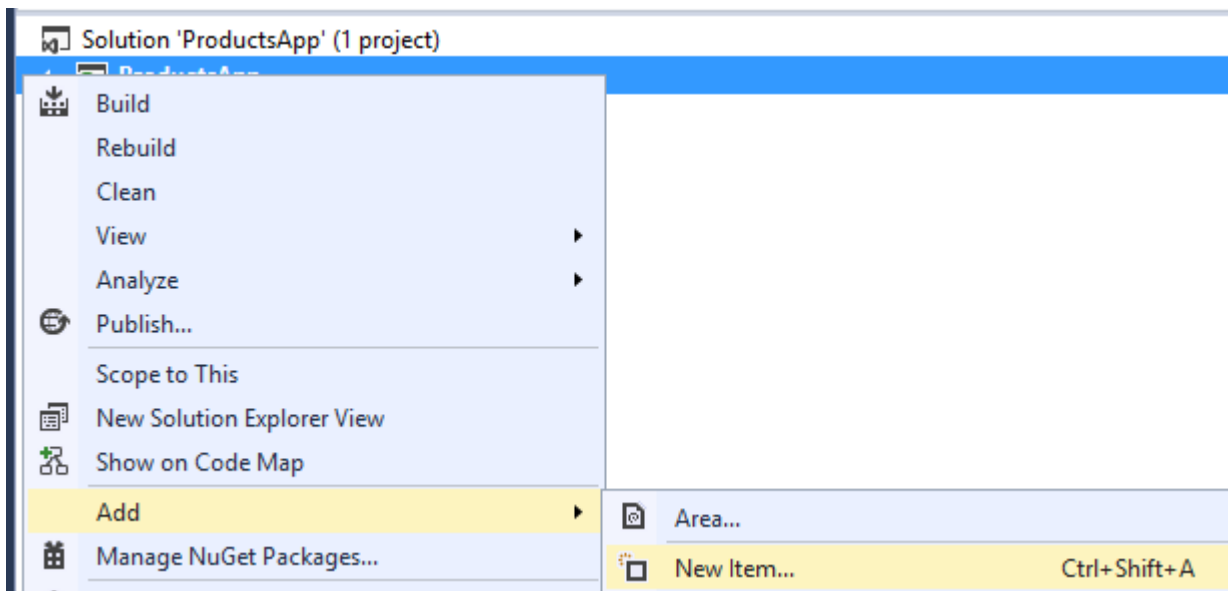 Solution 'ProductsApp' (1 project)
ProductsApp
Build
Rebuild
Clean
View
Analyze
Publish...
Scope to This
New Solution Explorer View
Show on Code Map
Add
Area...
Manage NuGet Packages...
New Item... Ctrl+Shift+A